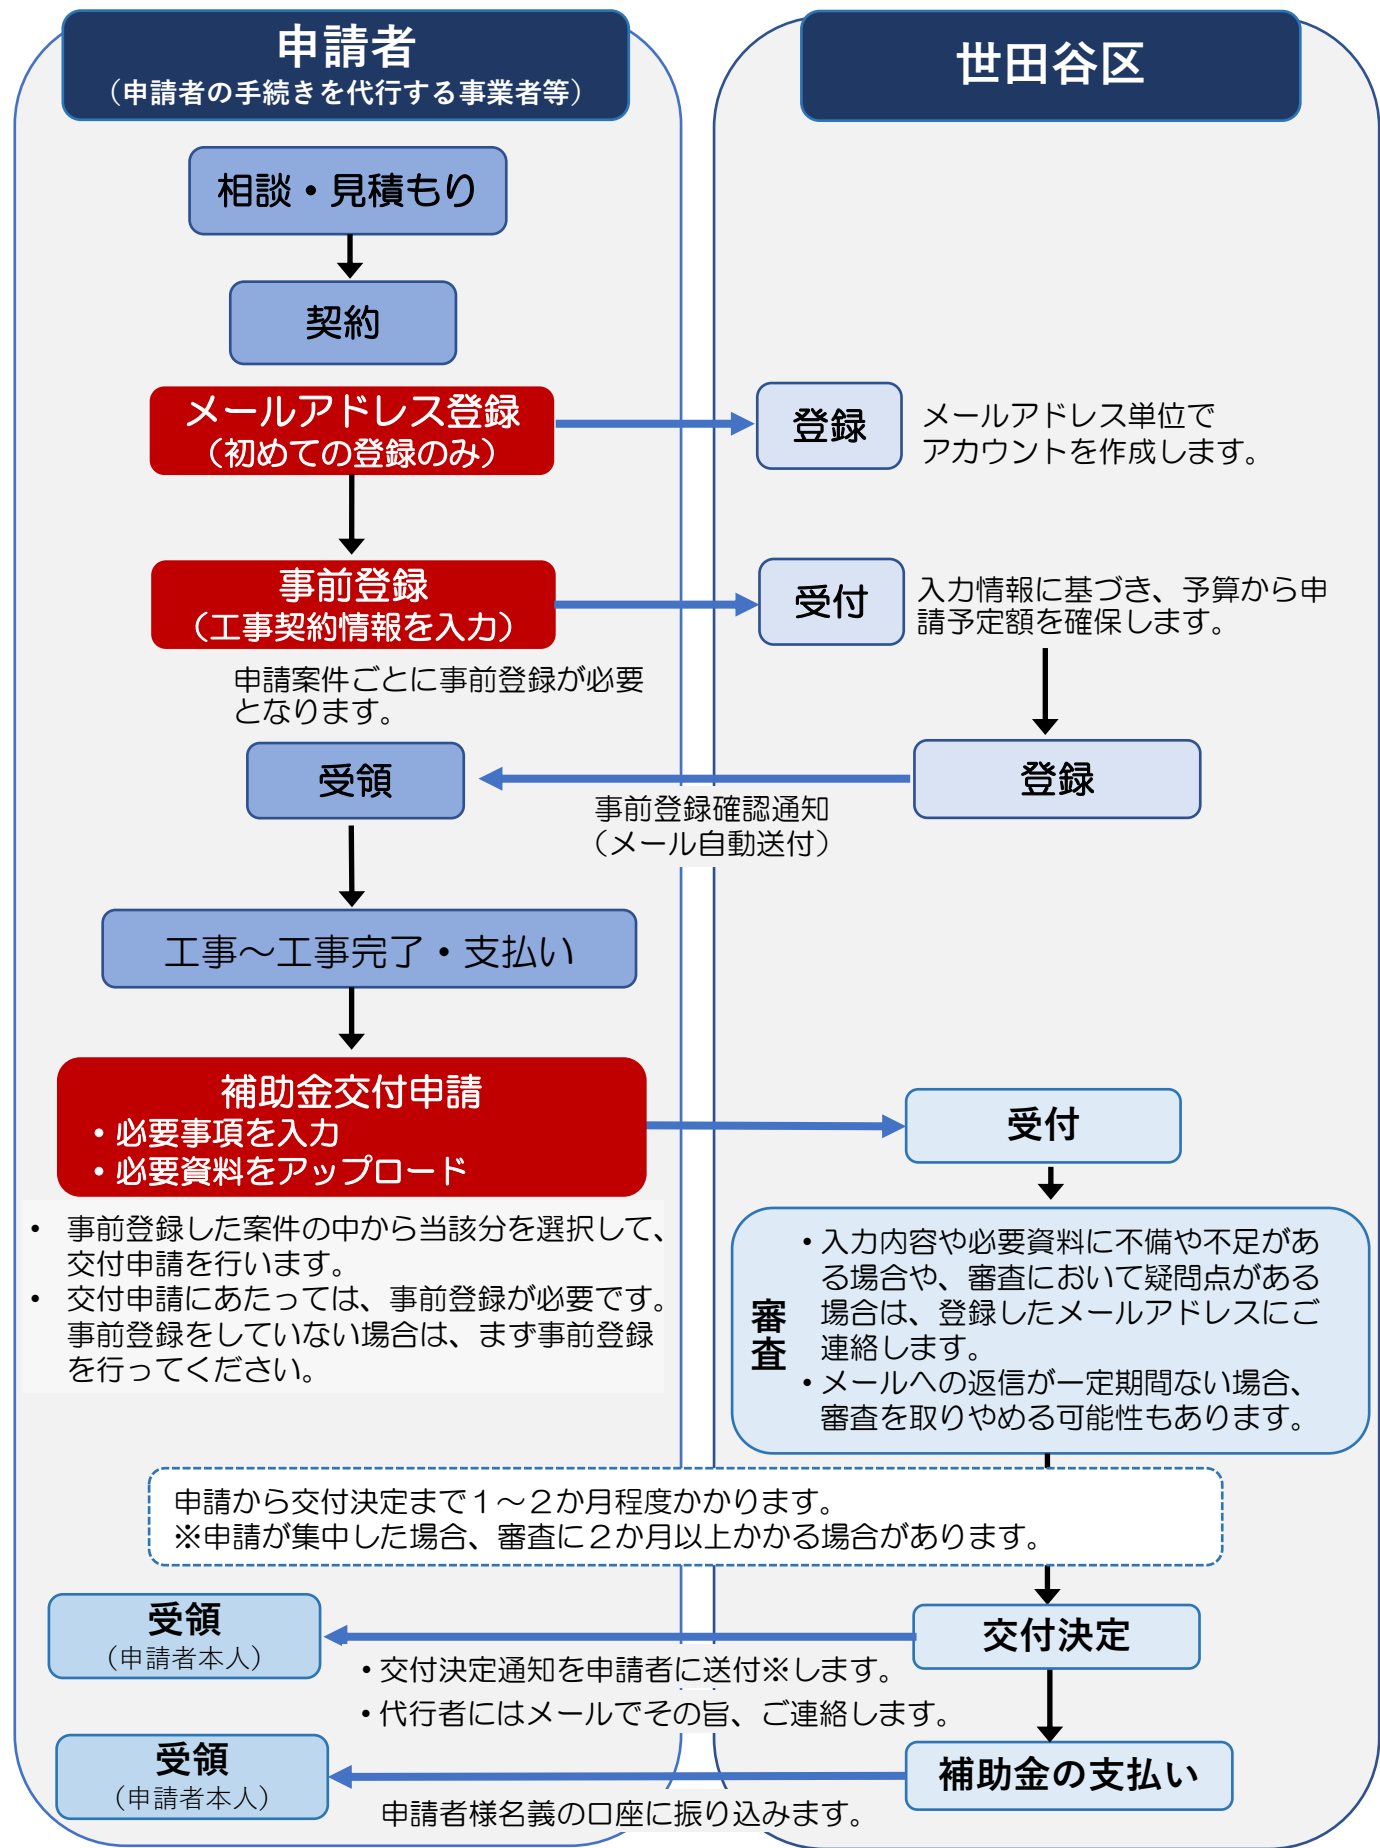 申請者
（申請者の手続きを代行する事業者等）
世田谷区
相談・見積もり
契約
メールアドレス登録
（初めての登録のみ）
登録
メールアドレス単位で
アカウントを作成します。
事前登録
（工事契約情報を入力）
受付
入力情報に基づき、予算から申
請予定額を確保します。
申請案件ごとに事前登録が必要
となります。
受領
登録
事前登録確認通知
（メール自動送付）
工事～工事完了・支払い
補助金交付申請
・必要事項を入力
・必要資料をアップロード
受付
• 事前登録した案件の中から当該分を選択して、
交付申請を行います。
• 交付申請にあたっては、事前登録が必要です。
事前登録をしていない場合は、まず事前登録
を行ってください。
審査
・入力内容や必要資料に不備や不足があ
る場合や、審査において疑問点がある
場合は、登録したメールアドレスにご
連絡します。
・メールへの返信が一定期間ない場合、
審査を取りやめる可能性もあります。
申請から交付決定まで１～２か月程度かかります。
※申請が集中した場合、審査に２か月以上かかる場合があります。
受領
（申請者本人）
交付決定
・交付決定通知を申請者に送付※します。
・代行者にはメールでその旨、ご連絡します。
受領
（申請者本人）
補助金の支払い
申請者様名義の口座に振り込みます。